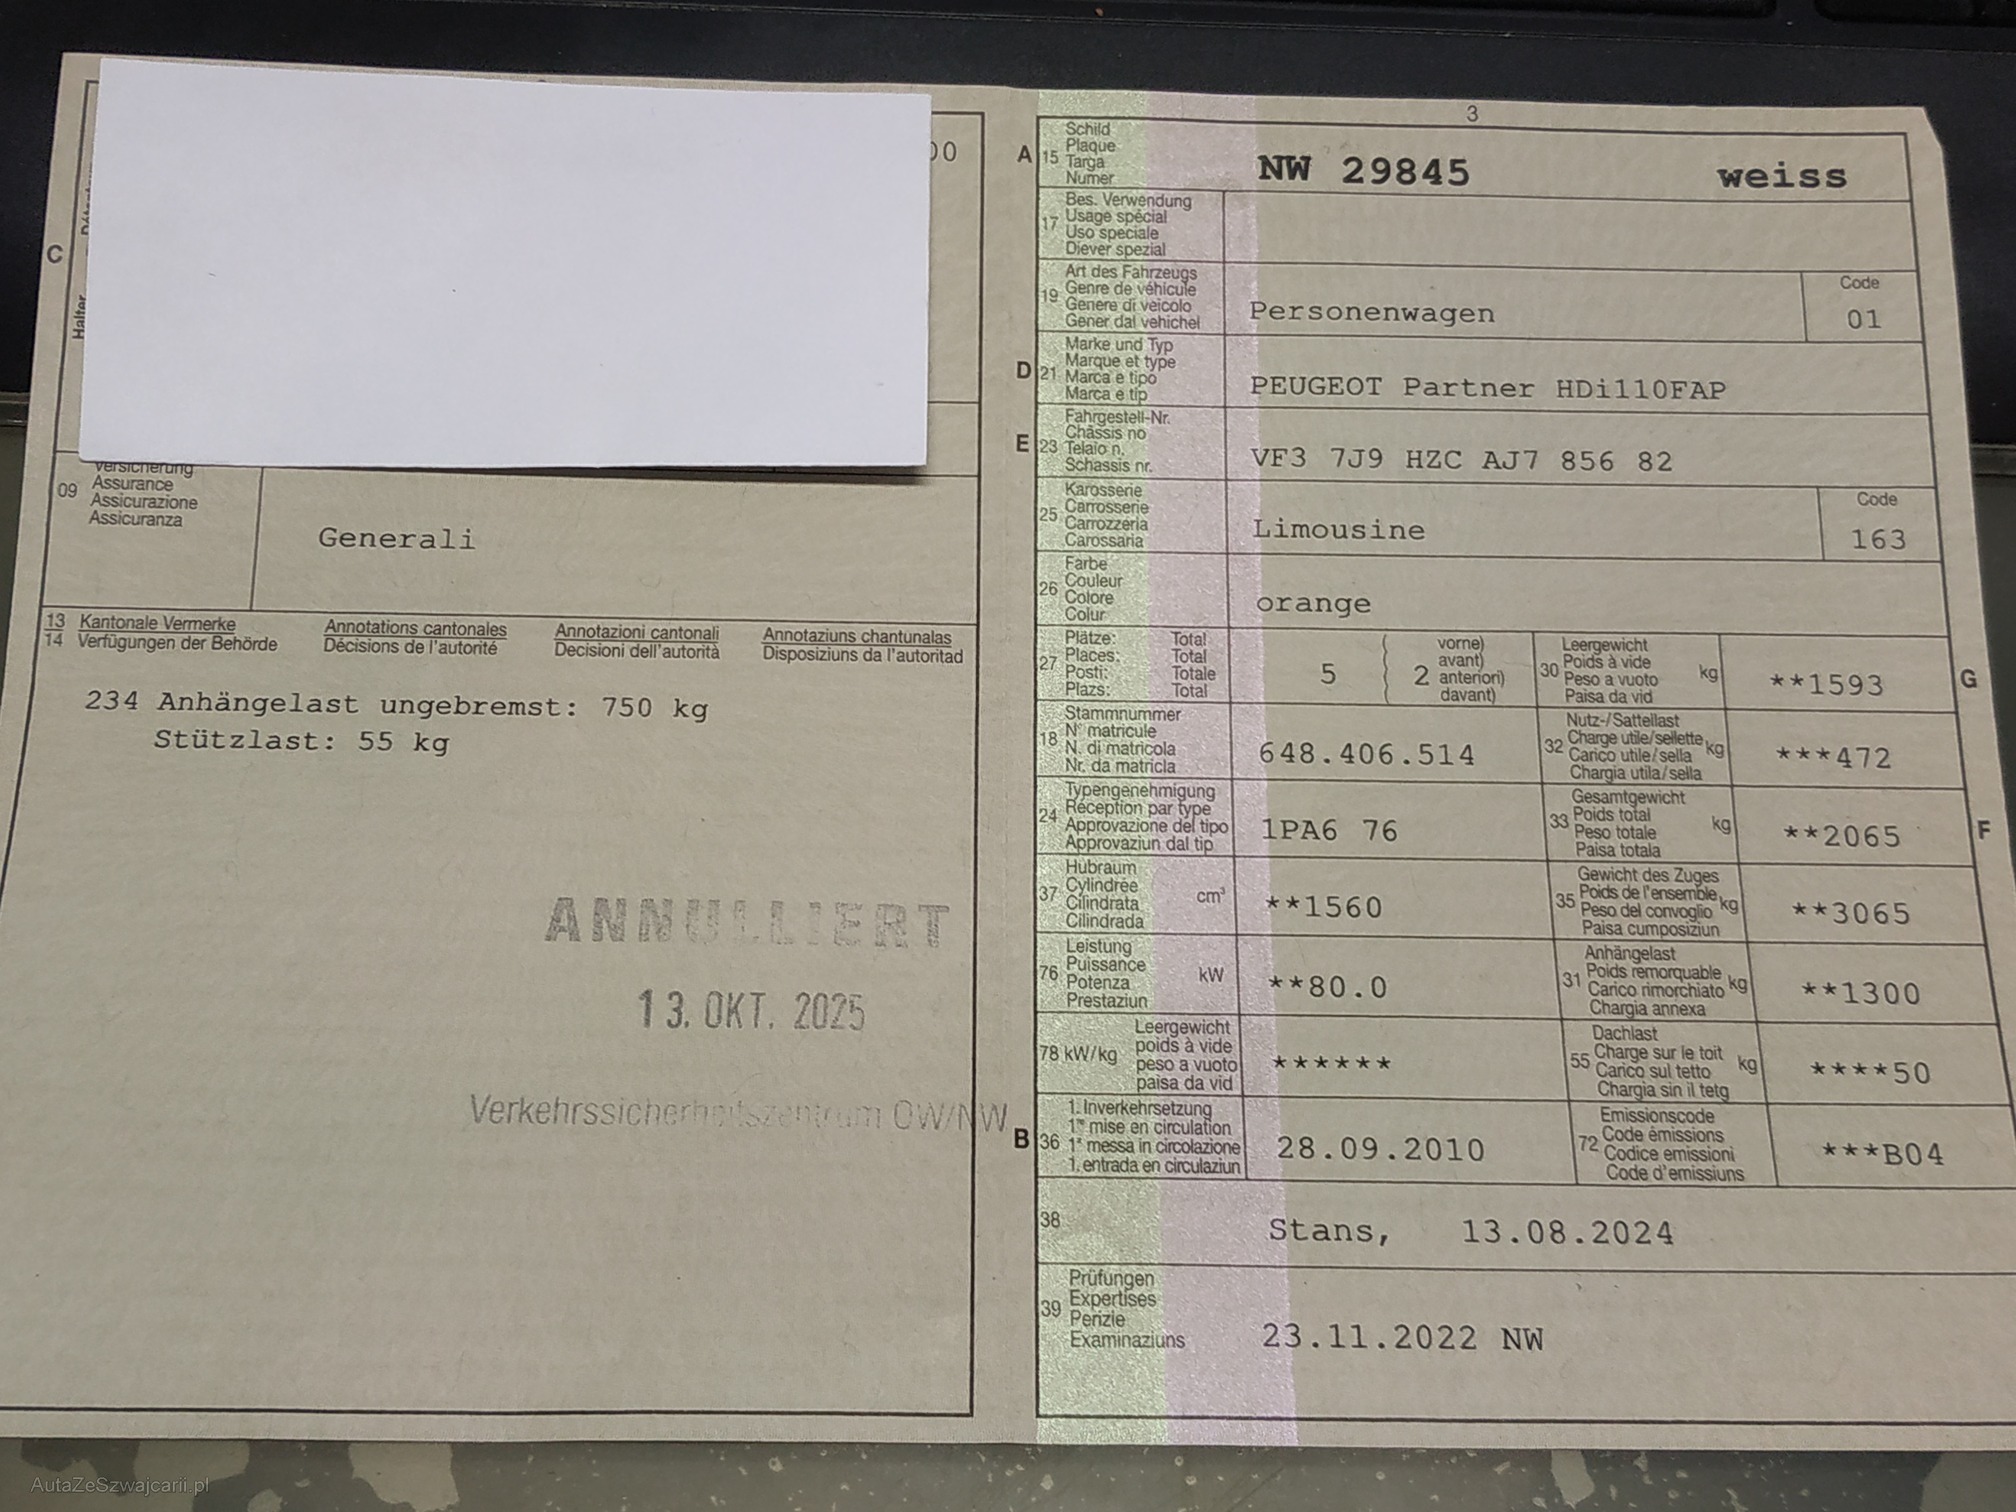 00
C
Halter
Versicherung
09 Assurance
Assicurazione
Assicuranza
Generali
13 Kantonale Vermerke Annotations cantonales Annotazioni cantonali Annotaziuns chantunalas
14 Verfügungen der Behörde Décisions de l'autorité Decisioni dell'autorità Disposiziuns da l'autoritad
234 Anhängelast ungebremst: 750 kg
Stützlast: 55 kg
ANNULLIERT
13. OKT. 2025
Verkehrssicherheitszentrum OW/NW
3
A 15 Schild
Plaque
Targa
Numer
NW 29845 weiss
17 Bes. Verwendung
Usage spécial
Uso speciale
Diever spezial
19 Art des Fahrzeugs
Genre de véhicule
Genere di veicolo
Gener dal vehichel
Personenwagen
Code
01
D 21 Marke und Typ
Marque et type
Marca e tipo
Marca e tip
PEUGEOT Partner HDi110FAP
E 23 Fahrgestell-Nr.
Châssis no
Telaio n.
Schassis nr.
VF3 7J9 HZC AJ7 856 82
25 Karosserie
Carrosserie
Carrozzeria
Carossaria
Limousine
Code
163
26 Farbe
Couleur
Colore
Colur
orange
27 Plätze: Total
Places: Total
Posti: Totale
Plazs: Total
5
2
vorne)
avant)
anteriori)
davant)
30 Leergewicht
Poids à vide
Peso a vuoto
Paisa da vid
kg
**1593
G
18 Stammnummer
N° matricule
N. di matricola
Nr. da matricla
648.406.514
32 Nutz-/Sattellast
Charge utile/sellette
Carico utile/sella
Chargia utila/sella
kg
***472
24 Typengenehmigung
Réception par type
Approvazione del tipo
Approvaziun dal tip
1PA6 76
33 Gesamtgewicht
Poids total
Peso totale
Paisa totala
kg
**2065
F
37 Hubraum
Cylindrée
Cilindrata
Cilindrada
cm³
**1560
35 Gewicht des Zuges
Poids de l'ensemble
Peso del convoglio
Paisa cumposiziun
kg
**3065
76 Leistung
Puissance
Potenza
Prestaziun
kW
**80.0
31 Anhängelast
Poids remorquable
Carico rimorchiato
Chargia annexa
kg
**1300
78 kW/kg
Leergewicht
poids à vide
peso a vuoto
paisa da vid
******
55 Dachlast
Charge sur le toit
Carico sul tetto
Chargia sin il tetg
kg
****50
B 36 1. Inverkehrsetzung
1re mise en circulation
1a messa in circolazione
1. entrada en circulaziun
28.09.2010
72 Emissionscode
Code émissions
Codice emissioni
Code d'emissiuns
***B04
38
Stans, 13.08.2024
39 Prüfungen
Expertises
Perizie
Examinaziuns
23.11.2022 NW
AutaZeSzwajcarii.pl